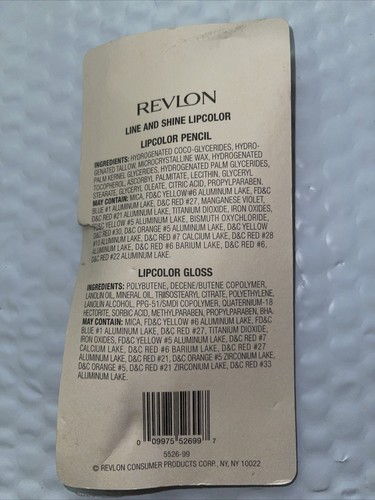 REVLON
LINE AND SHINE LIPCOLOR
LIPCOLOR PENCIL
INGREDIENTS: HYDROGENATED COCO-GLYCERIDES, HYDRO-
GENATED TALLOW, MICROCRYSTALLINE WAX, HYDROGENATED
PALM KERNEL GLYCERIDES, HYDROGENATED PALM GLYCERIDES,
TOCOPHEROL, ASCORBYL PALMITATE, LECITHIN, GLYCERYL
STEARATE, GLYCERYL OLEATE, CITRIC ACID, PROPYLPARABEN.
MAY CONTAIN: MICA, FD&C YELLOW #6 ALUMINUM LAKE, FD&C
BLUE #1 ALUMINUM LAKE, D&C RED #27, MANGANESE VIOLET,
D&C RED #21 ALUMINUM LAKE, TITANIUM DIOXIDE, IRON OXIDES,
FD&C YELLOW #5 ALUMINUM LAKE, BISMUTH OXYCHLORIDE,
D&C RED #30, D&C ORANGE #5 ALUMINUM LAKE, D&C YELLOW
#10 ALUMINUM LAKE, D&C RED #7 CALCIUM LAKE, D&C RED #28
ALUMINUM LAKE, D&C RED #6 BARIUM LAKE, D&C RED #6,
D&C RED #22 ALUMINUM LAKE.
LIPCOLOR GLOSS
INGREDIENTS: POLYBUTENE, DECENE/BUTENE COPOLYMER,
LANOLIN OIL, MINERAL OIL, TRIISOSTEARYL CITRATE, POLYETHYLENE,
LANOLIN ALCOHOL, PPG-51/SMDI COPOLYMER, QUATERNIUM-18
HECTORITE, SORBIC ACID, METHYLPARABEN, PROPYLPARABEN, BHA.
MAY CONTAIN: MICA, FD&C YELLOW #6 ALUMINUM LAKE, FD&C
BLUE #1 ALUMINUM LAKE, D&C RED #27, TITANIUM DIOXIDE,
IRON OXIDES, FD&C YELLOW #5 ALUMINUM LAKE, D&C RED #7
CALCIUM LAKE, D&C RED #6 BARIUM LAKE, D&C RED #27
ALUMINUM LAKE, D&C RED #21, D&C ORANGE #5 ZIRCONIUM LAKE,
D&C ORANGE #5, D&C RED #21 ZIRCONIUM LAKE, D&C RED #33
ALUMINUM LAKE.
0 09975 52699 7
5526-99
© REVLON CONSUMER PRODUCTS CORP., NY, NY 10022